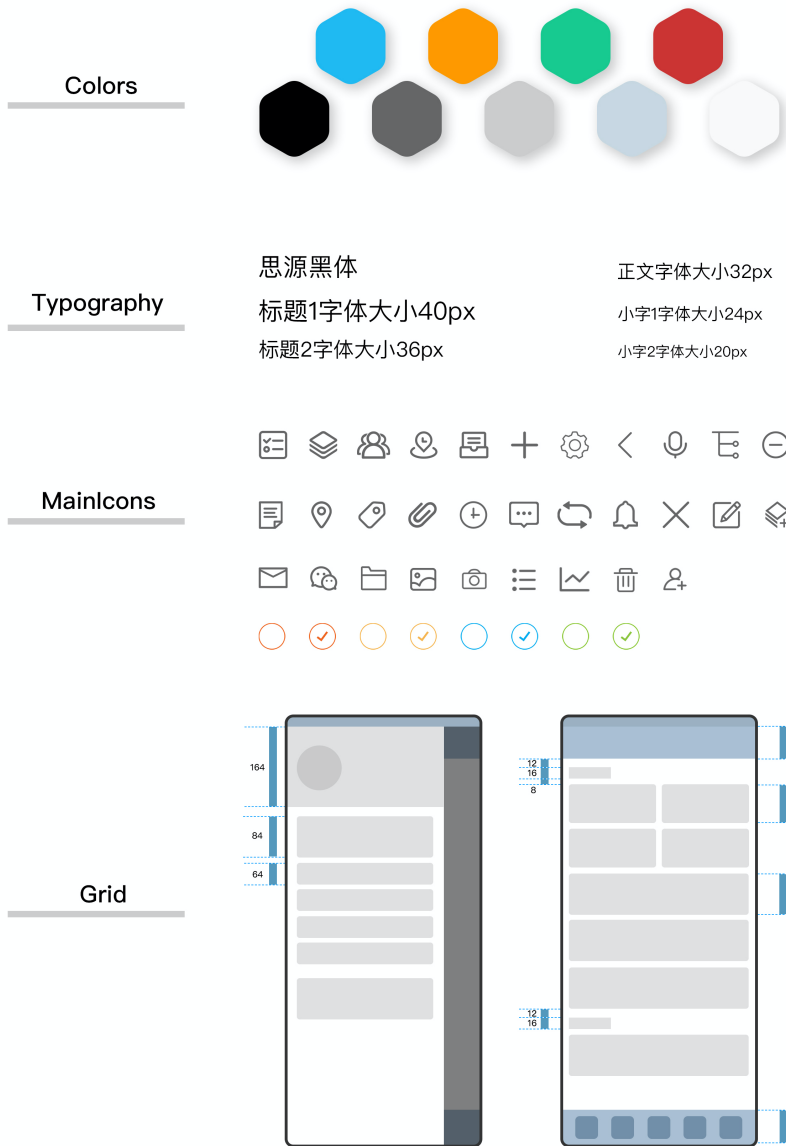 Colors
Typography
思源黑体
标题1字体大小40px
标题2字体大小36px
正文字体大小32px
小字1字体大小24px
小字2字体大小20px
MainIcons
Grid
164
84
64
12
16
8
12
16